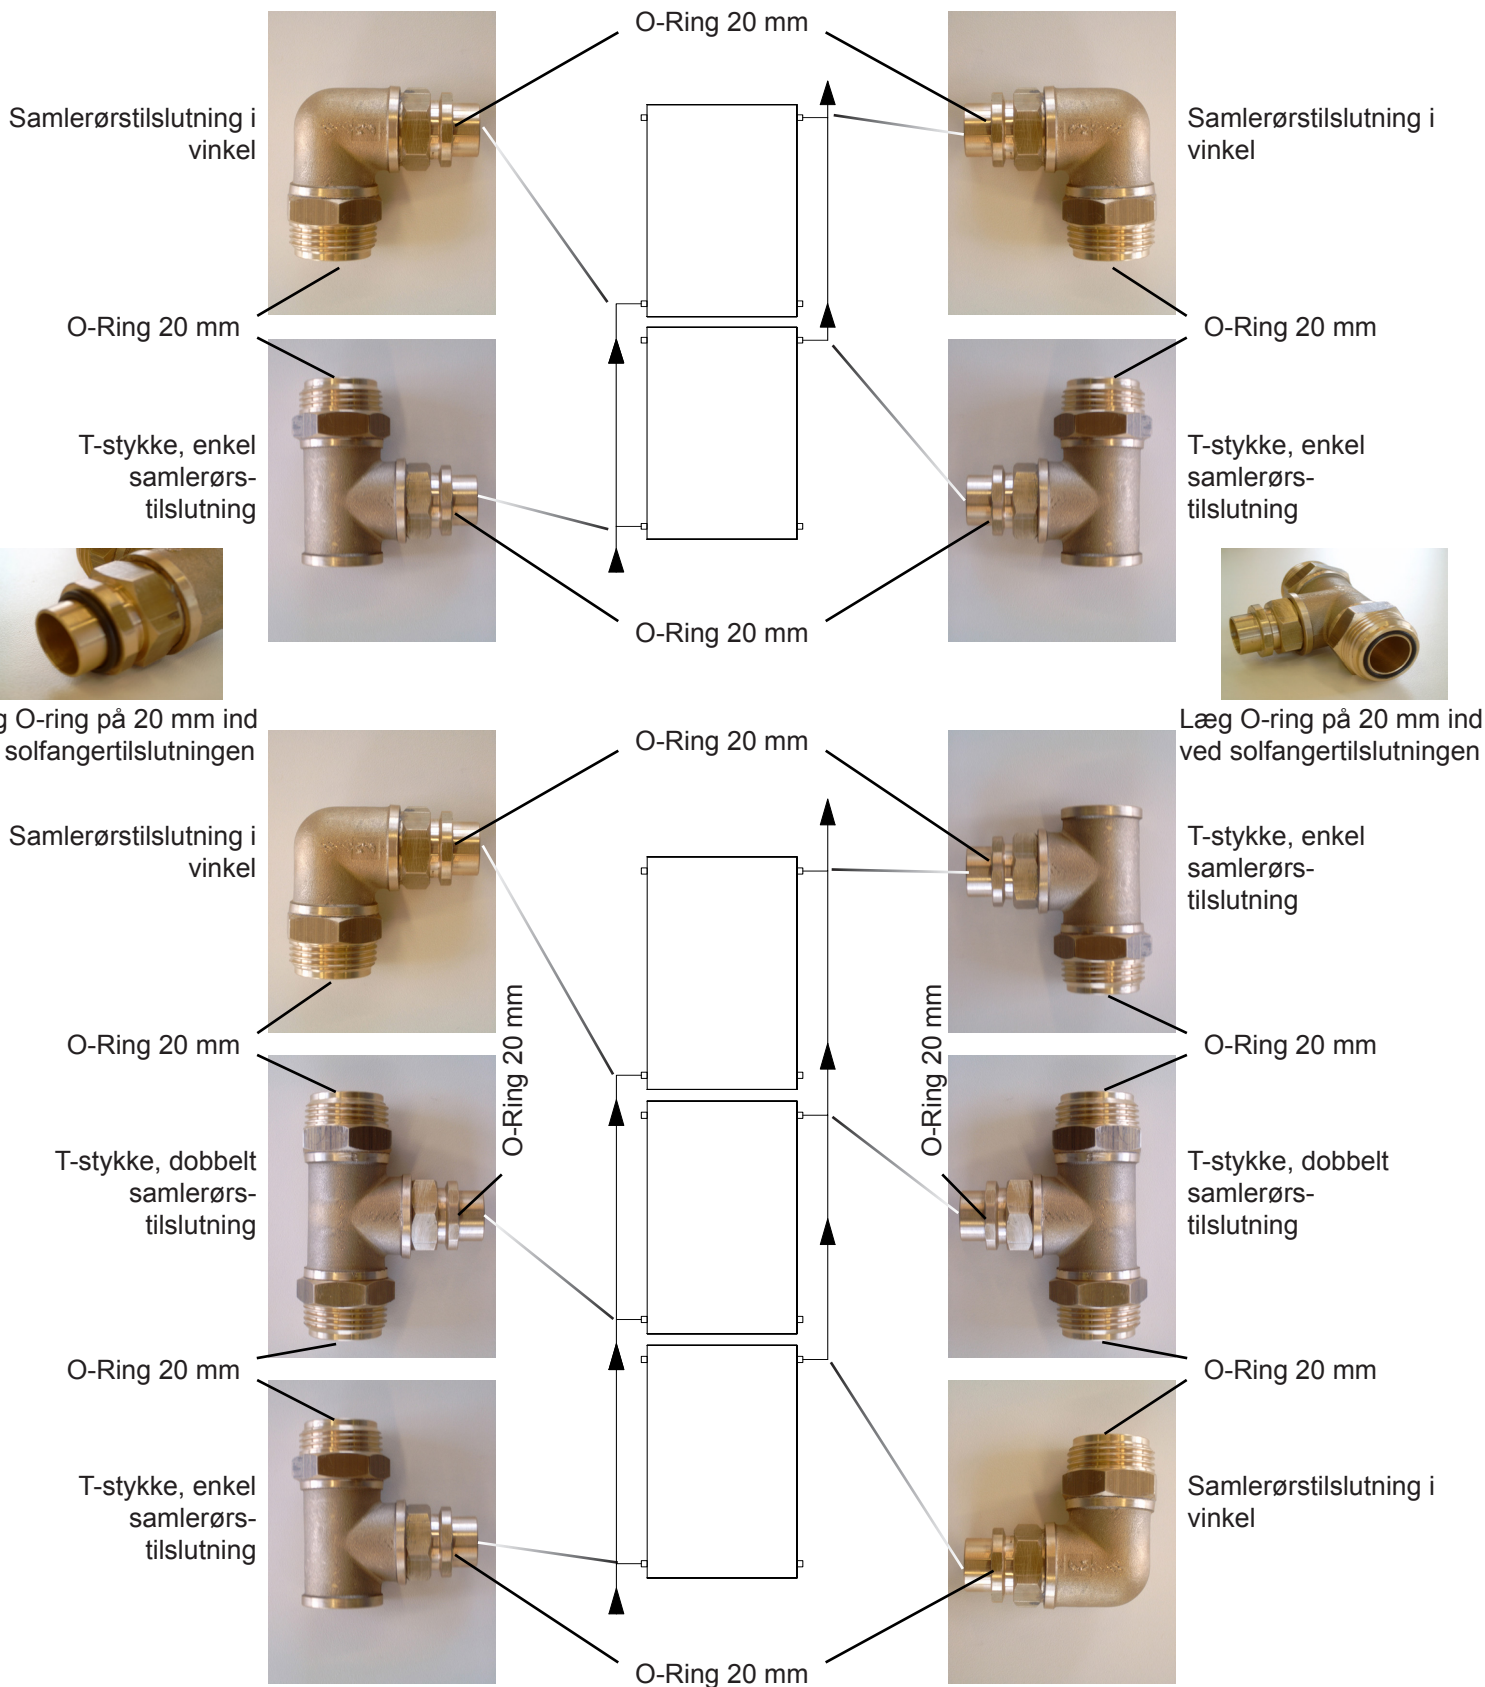 O-Ring 20 mm
Samlerørstilslutning i
vinkel
Samlerørstilslutning i
vinkel
O-Ring 20 mm
O-Ring 20 mm
T-stykke, enkel
samlerørs-
tilslutning
T-stykke, enkel
samlerørs-
tilslutning
O-Ring 20 mm
g O-ring på 20 mm ind
solfangertilslutningen
Læg O-ring på 20 mm ind
ved solfangertilslutningen
O-Ring 20 mm
Samlerørstilslutning i
vinkel
T-stykke, enkel
samlerørs-
tilslutning
O-Ring 20 mm
O-Ring 20 mm
O-Ring 20 mm
O-Ring 20 mm
T-stykke, dobbelt
samlerørs-
tilslutning
T-stykke, dobbelt
samlerørs-
tilslutning
O-Ring 20 mm
O-Ring 20 mm
T-stykke, enkel
samlerørs-
tilslutning
Samlerørstilslutning i
vinkel
O-Ring 20 mm